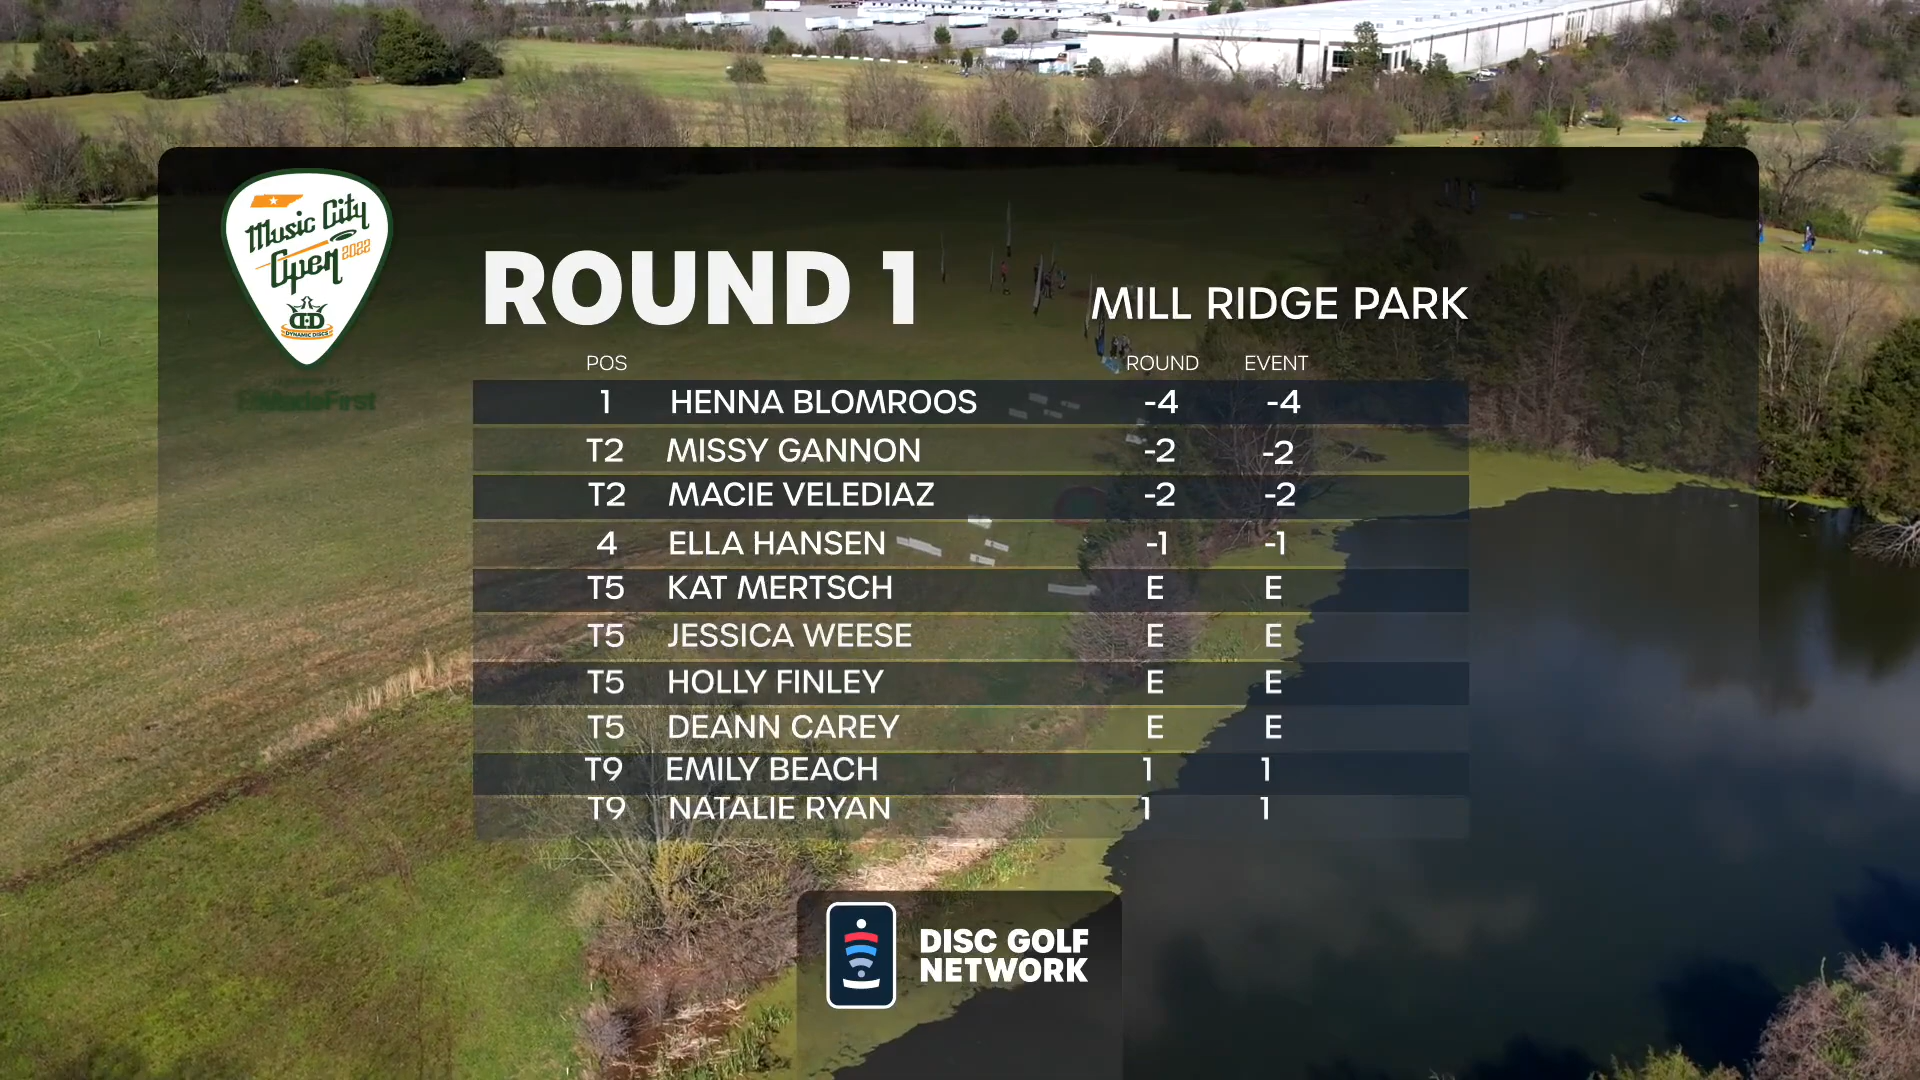 Music City
Open 2022
DYNAMIC DISCS
ROUND 1
MILL RIDGE PARK
POS ROUND EVENT
1 HENNA BLOMROOS -4 -4
T2 MISSY GANNON -2 -2
T2 MACIE VELEDIAZ -2 -2
4 ELLA HANSEN -1 -1
T5 KAT MERTSCH E E
T5 JESSICA WEESE E E
T5 HOLLY FINLEY E E
T5 DEANN CAREY E E
T9 EMILY BEACH 1 1
T9 NATALIE RYAN 1 1
DISC GOLF
NETWORK